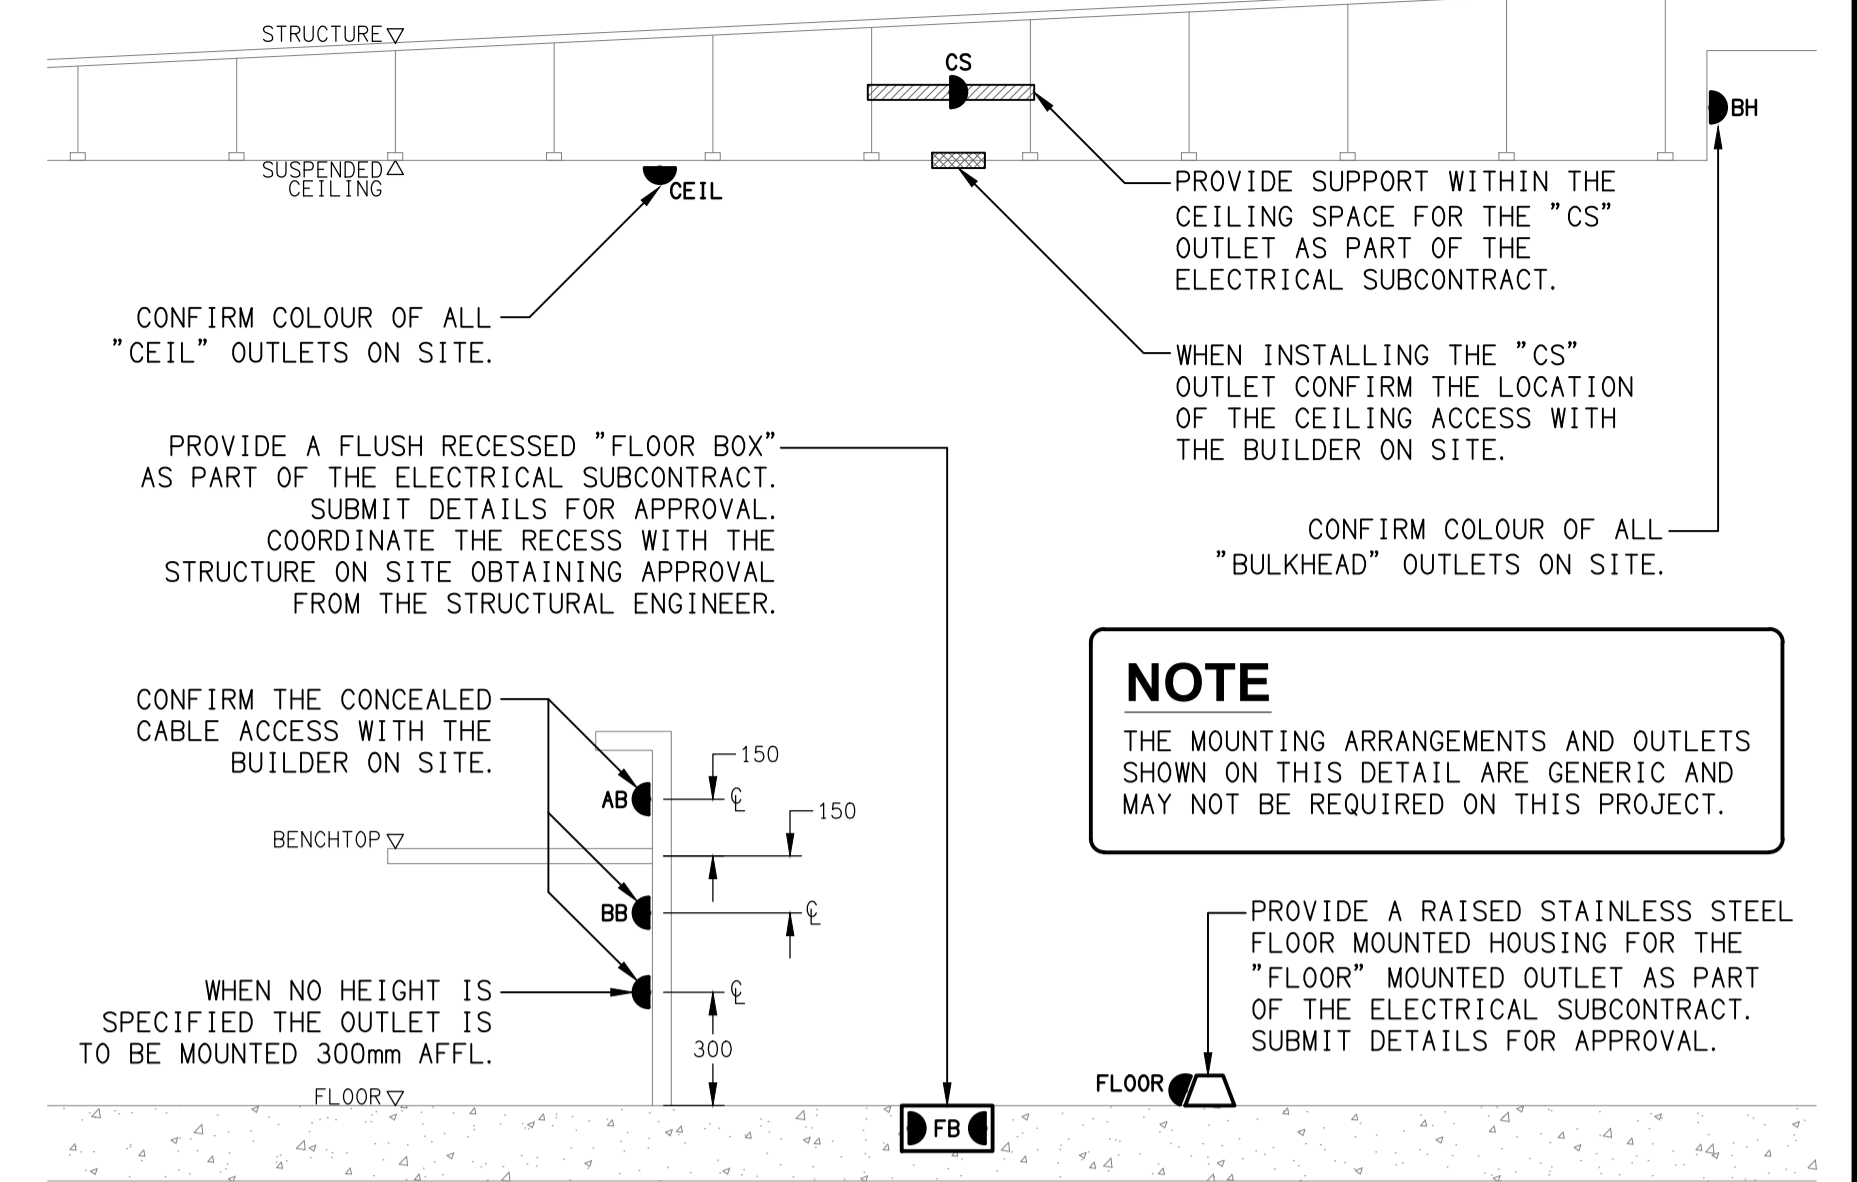 STRUCTURE
CS
BH
SUSPENDED
CEILING
CEIL
PROVIDE SUPPORT WITHIN THE
CEILING SPACE FOR THE "CS"
OUTLET AS PART OF THE
ELECTRICAL SUBCONTRACT.
CONFIRM COLOUR OF ALL
"CEIL" OUTLETS ON SITE.
WHEN INSTALLING THE "CS"
OUTLET CONFIRM THE LOCATION
OF THE CEILING ACCESS WITH
THE BUILDER ON SITE.
PROVIDE A FLUSH RECESSED "FLOOR BOX"
AS PART OF THE ELECTRICAL SUBCONTRACT.
SUBMIT DETAILS FOR APPROVAL.
COORDINATE THE RECESS WITH THE
STRUCTURE ON SITE OBTAINING APPROVAL
FROM THE STRUCTURAL ENGINEER.
CONFIRM COLOUR OF ALL
"BULKHEAD" OUTLETS ON SITE.
NOTE
THE MOUNTING ARRANGEMENTS AND OUTLETS
SHOWN ON THIS DETAIL ARE GENERIC AND
MAY NOT BE REQUIRED ON THIS PROJECT.
CONFIRM THE CONCEALED
CABLE ACCESS WITH THE
BUILDER ON SITE.
150
AB
℄
150
BENCHTOP
BB
℄
WHEN NO HEIGHT IS
SPECIFIED THE OUTLET IS
TO BE MOUNTED 300mm AFFL.
℄
300
FLOOR
PROVIDE A RAISED STAINLESS STEEL
FLOOR MOUNTED HOUSING FOR THE
"FLOOR" MOUNTED OUTLET AS PART
OF THE ELECTRICAL SUBCONTRACT.
SUBMIT DETAILS FOR APPROVAL.
FLOOR
FB